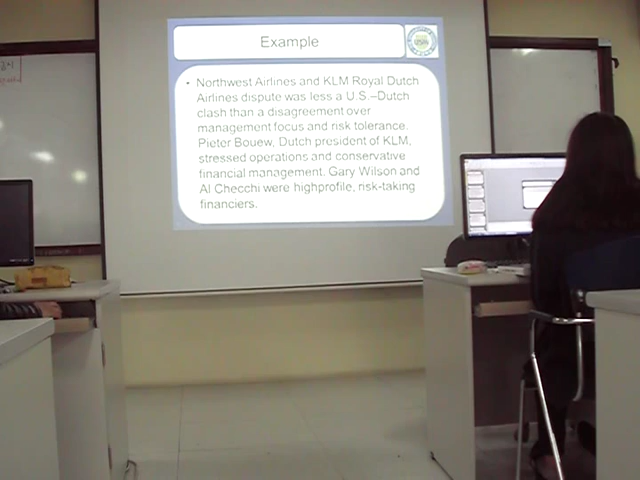 Example
• Northwest Airlines and KLM Royal Dutch
Airlines dispute was less a U.S.–Dutch
clash than a disagreement over
management focus and risk tolerance.
Pieter Bouew, Dutch president of KLM,
stressed operations and conservative
financial management. Gary Wilson and
Al Checchi were highprofile, risk-taking
financiers.